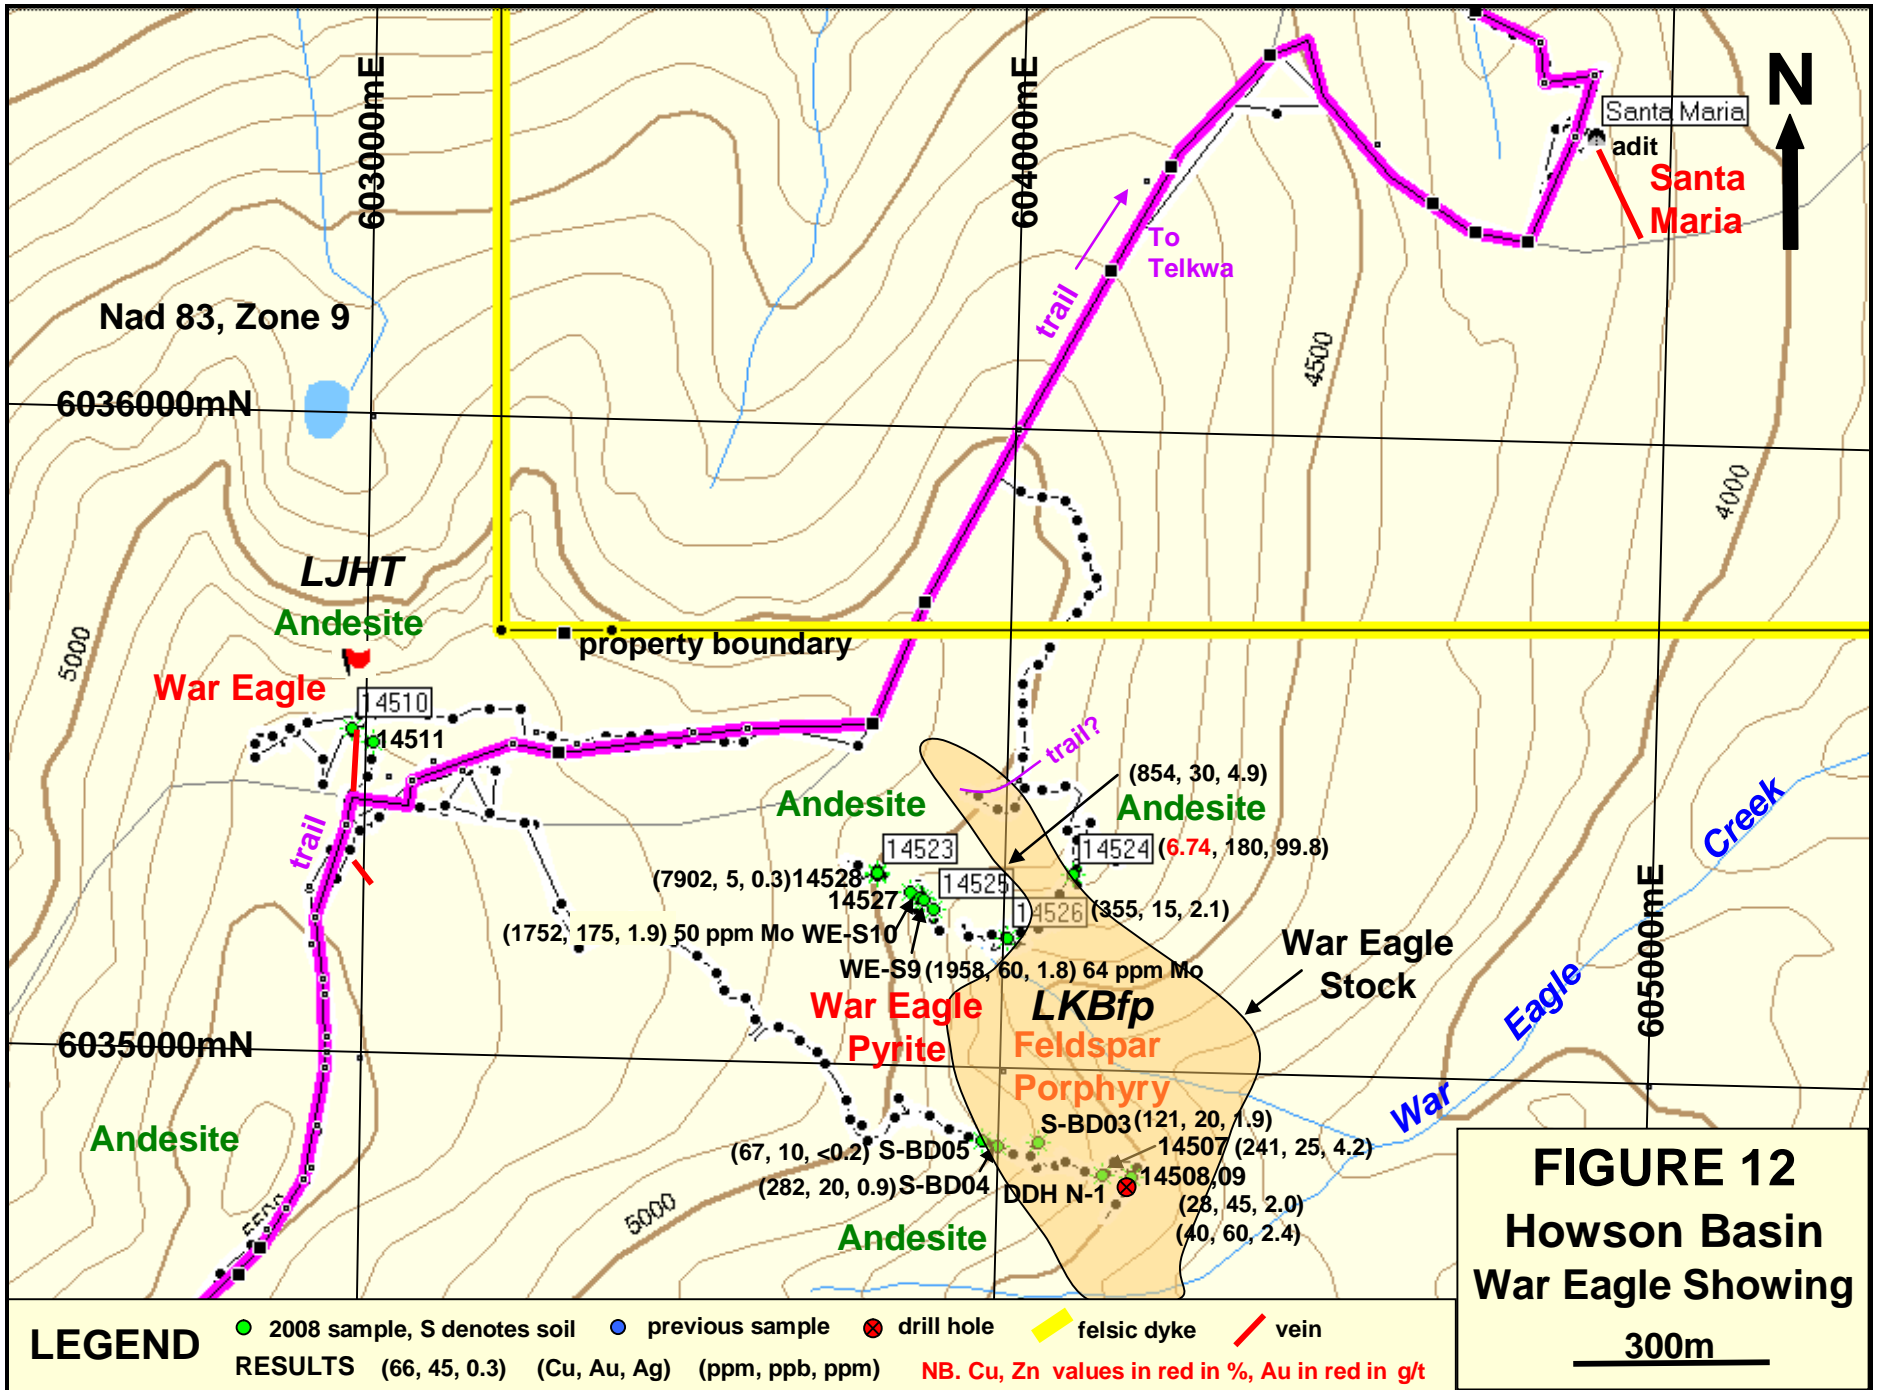 603000mE
604000mE
N
Santa Maria
adit
Santa
Maria
To
Telkwa
trail
Nad 83, Zone 9
6036000mN
4500
4000
LJHT
Andesite
5000
property boundary
War Eagle
14510
14511
trail?
(854, 30, 4.9)
Andesite
Andesite
trail
14523
14524
(6.74, 180, 99.8)
(7902, 5, 0.3)
14528
14525
14527
14526
(355, 15, 2.1)
(1752, 175, 1.9) 50 ppm Mo
WE-S10
WE-S9
(1958, 60, 1.8) 64 ppm Mo
War Eagle
Stock
605000mE
War Eagle Creek
War Eagle
Pyrite
LKBfp
Feldspar
Porphyry
6035000mN
Andesite
S-BD03
(121, 20, 1.9)
(67, 10, <0.2)
S-BD05
14507
(241, 25, 4.2)
(282, 20, 0.9)
S-BD04
DDH N-1
14508,09
(28, 45, 2.0)
(40, 60, 2.4)
5500
5000
Andesite
FIGURE 12
Howson Basin
War Eagle Showing
300m
LEGEND
2008 sample, S denotes soil
previous sample
drill hole
felsic dyke
vein
RESULTS (66, 45, 0.3) (Cu, Au, Ag) (ppm, ppb, ppm)
NB. Cu, Zn values in red in %, Au in red in g/t